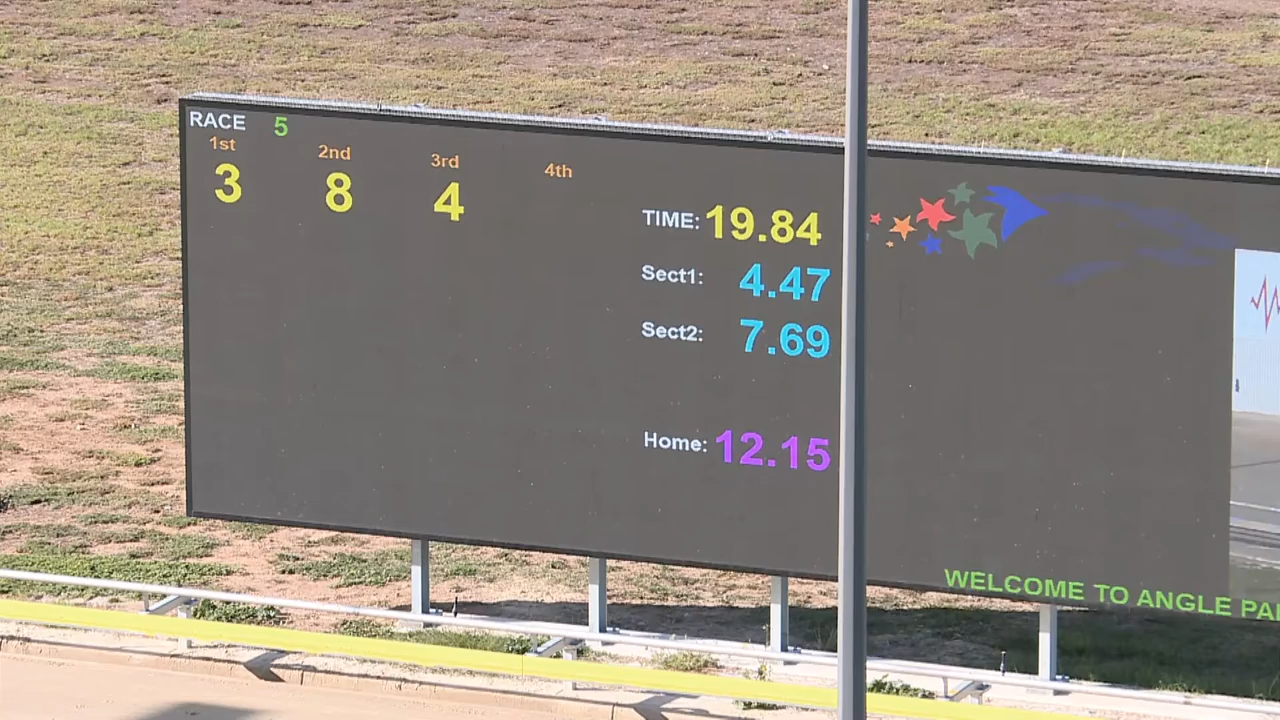 RACE 5
1st 2nd 3rd 4th
3 8 4
TIME: 19.84
Sect1: 4.47
Sect2: 7.69
Home: 12.15
WELCOME TO ANGLE PA